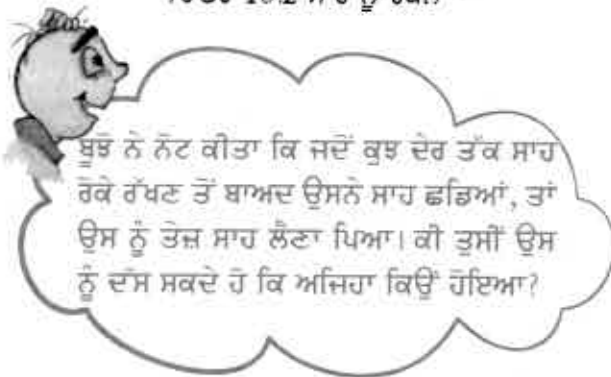 ਬੂਝੋ ਨੇ ਨੋਟ ਕੀਤਾ ਕਿ ਜਦੋਂ ਕੁਝ ਦੇਰ ਤੱਕ ਸਾਹ
ਰੋਕੇ ਰੱਖਣ ਤੋਂ ਬਾਅਦ ਉਸਨੇ ਸਾਹ ਛਡਿਆਂ, ਤਾਂ
ਉਸ ਨੂੰ ਤੇਜ਼ ਸਾਹ ਲੈਣਾ ਪਿਆ। ਕੀ ਤੁਸੀਂ ਉਸ
ਨੂੰ ਦੱਸ ਸਕਦੇ ਹੋ ਕਿ ਅਜਿਹਾ ਕਿਉਂ ਹੋਇਆ?